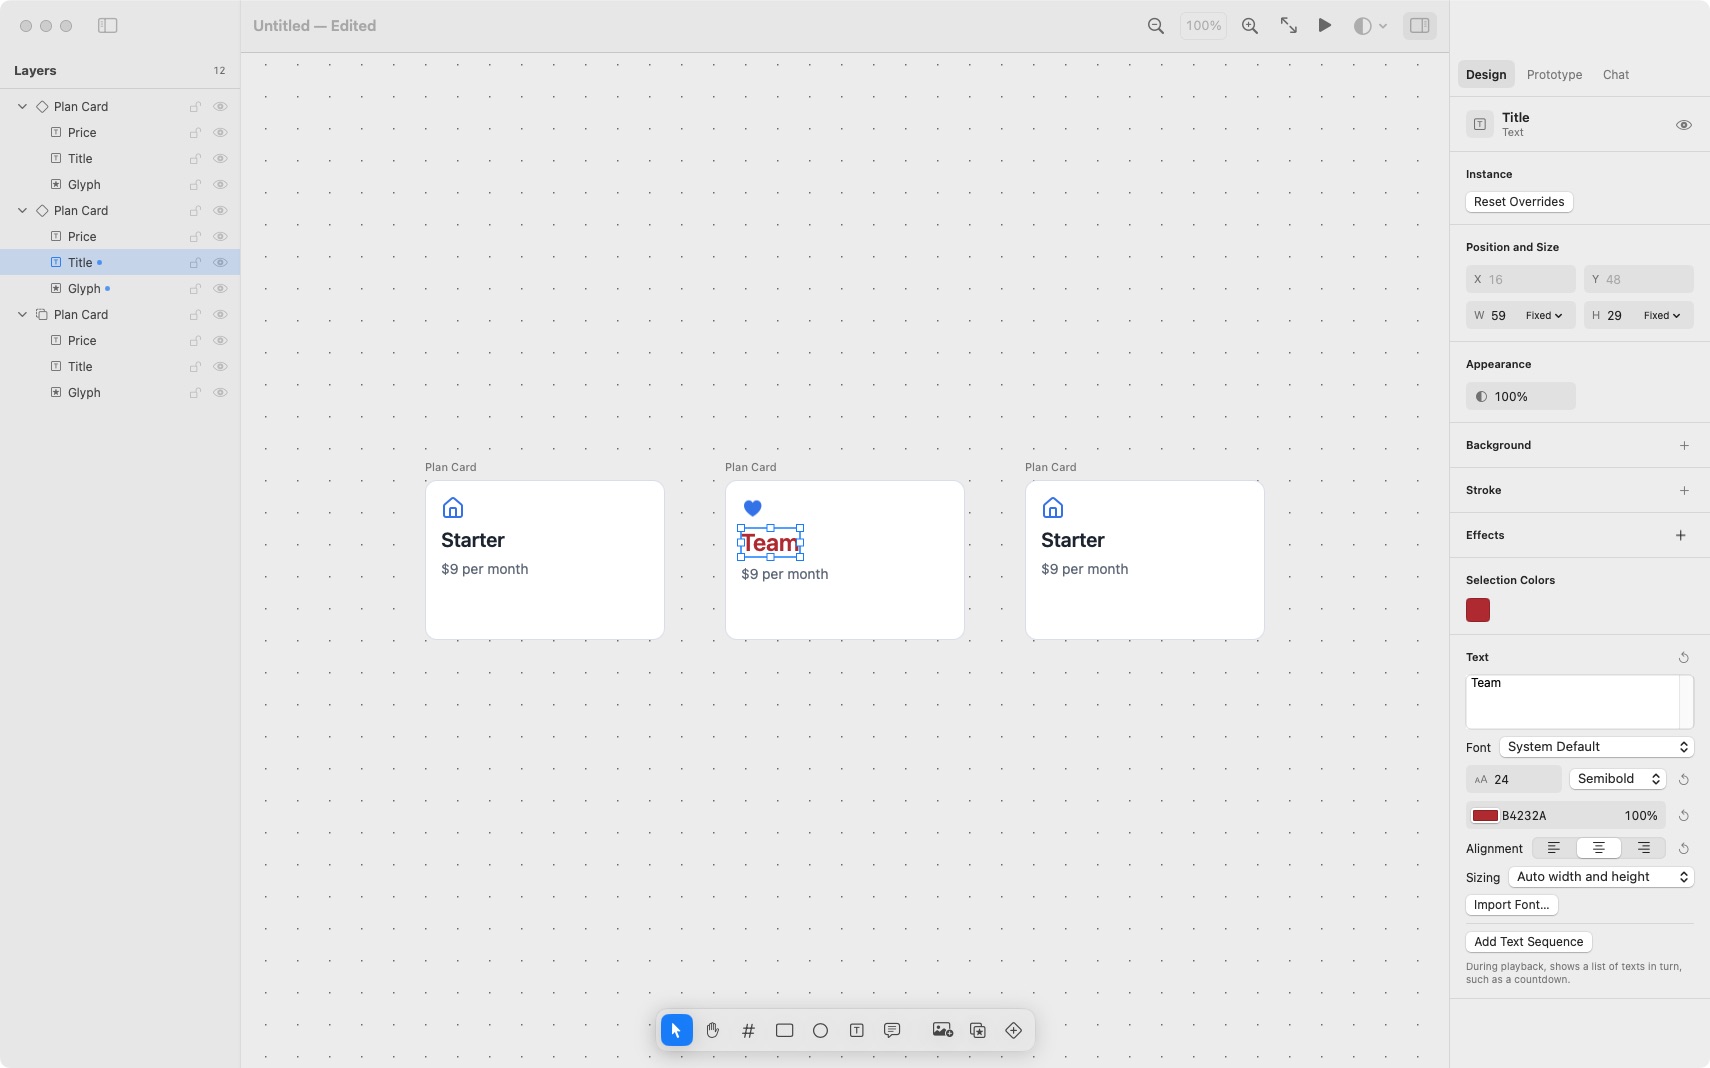 Untitled — Edited
100%
Layers
12
Plan Card
Price
Title
Glyph
Plan Card
Price
Title
Glyph
Plan Card
Price
Title
Glyph
Plan Card
Starter
$9 per month
Plan Card
Team
$9 per month
Plan Card
Starter
$9 per month
Design
Prototype
Chat
Title
Text
Instance
Reset Overrides
Position and Size
X 16
Y 48
W 59 Fixed
H 29 Fixed
Appearance
100%
Background
Stroke
Effects
Selection Colors
Text
Team
Font System Default
AA 24 Semibold
B4232A 100%
Alignment
Sizing Auto width and height
Import Font...
Add Text Sequence
During playback, shows a list of texts in turn,
such as a countdown.